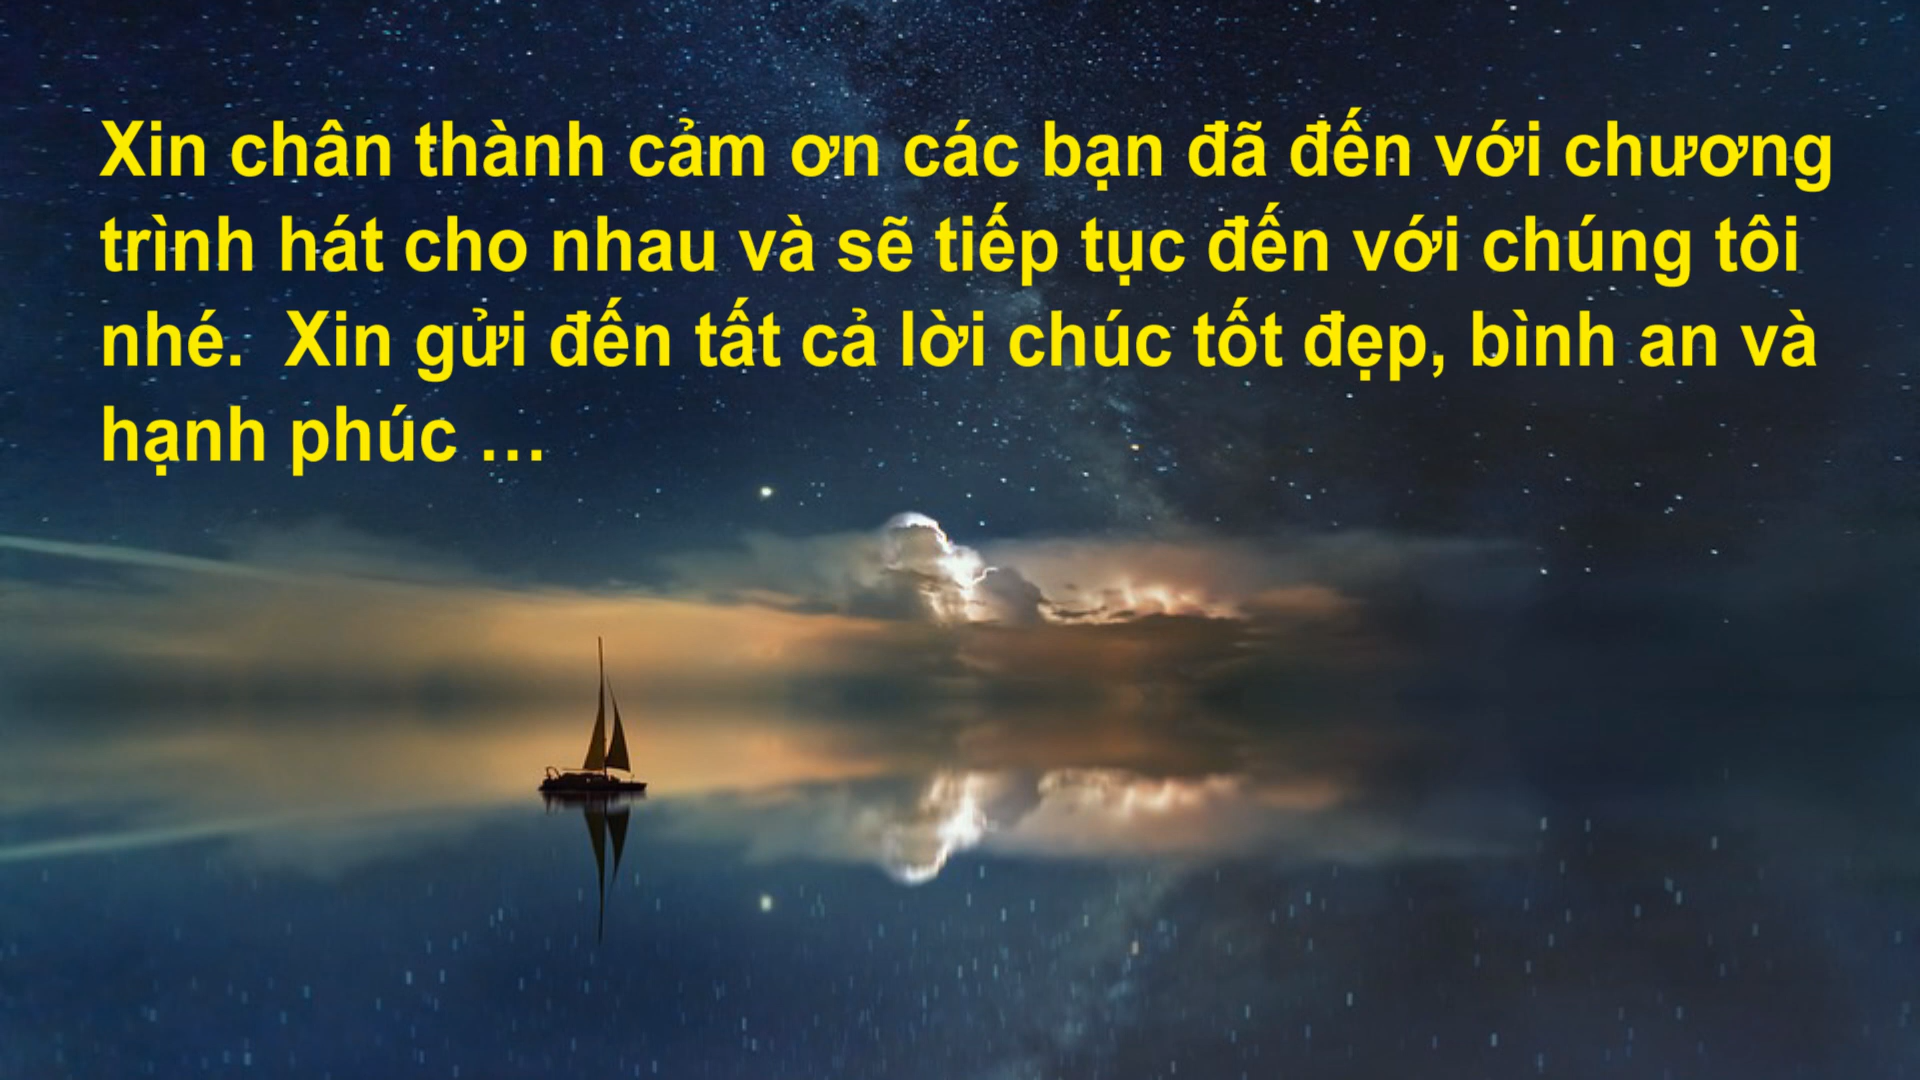 Xin chân thành cảm ơn các bạn đã đến với chương
trình hát cho nhau và sẽ tiếp tục đến với chúng tôi
nhé.  Xin gửi đến tất cả lời chúc tốt đẹp, bình an và
hạnh phúc …